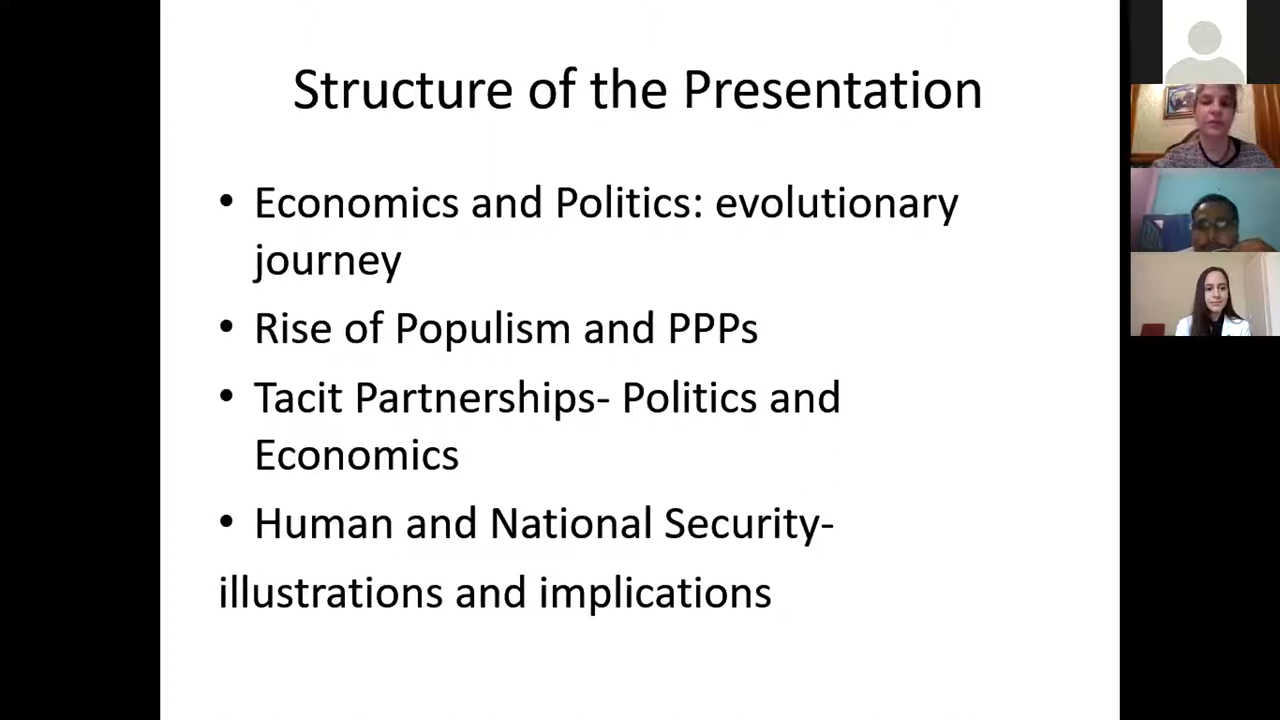 Structure of the Presentation
• Economics and Politics: evolutionary
journey
• Rise of Populism and PPPs
• Tacit Partnerships- Politics and
Economics
• Human and National Security-
illustrations and implications